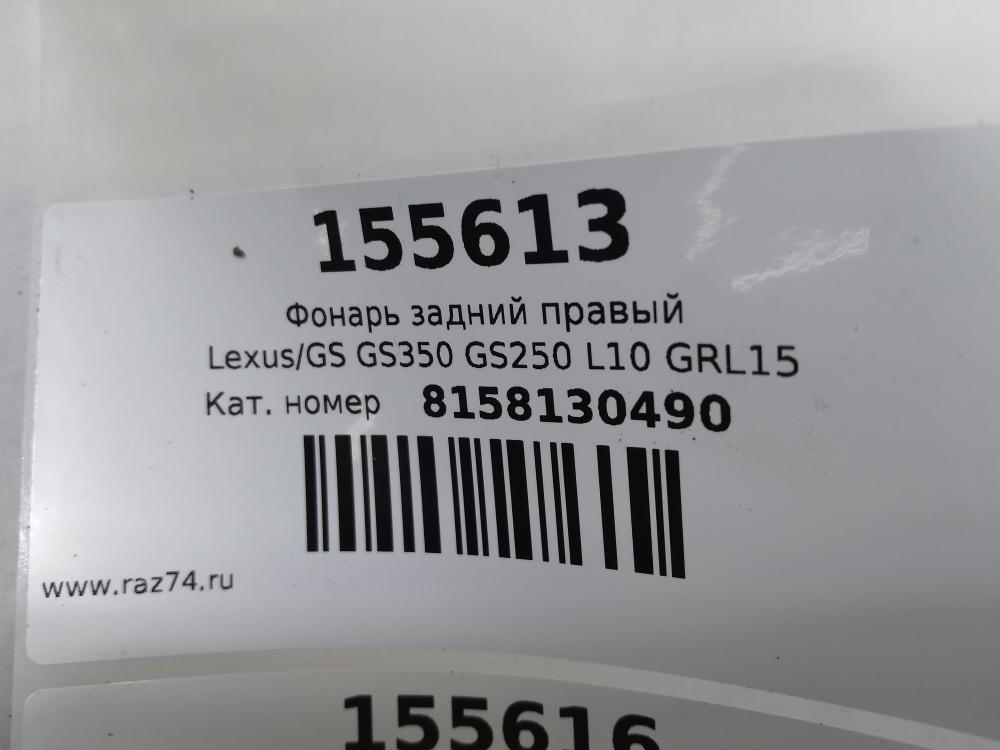 155613
Фонарь задний правый
Lexus/GS GS350 GS250 L10 GRL15
Кат. номер 8158130490
www.raz74.ru
155616